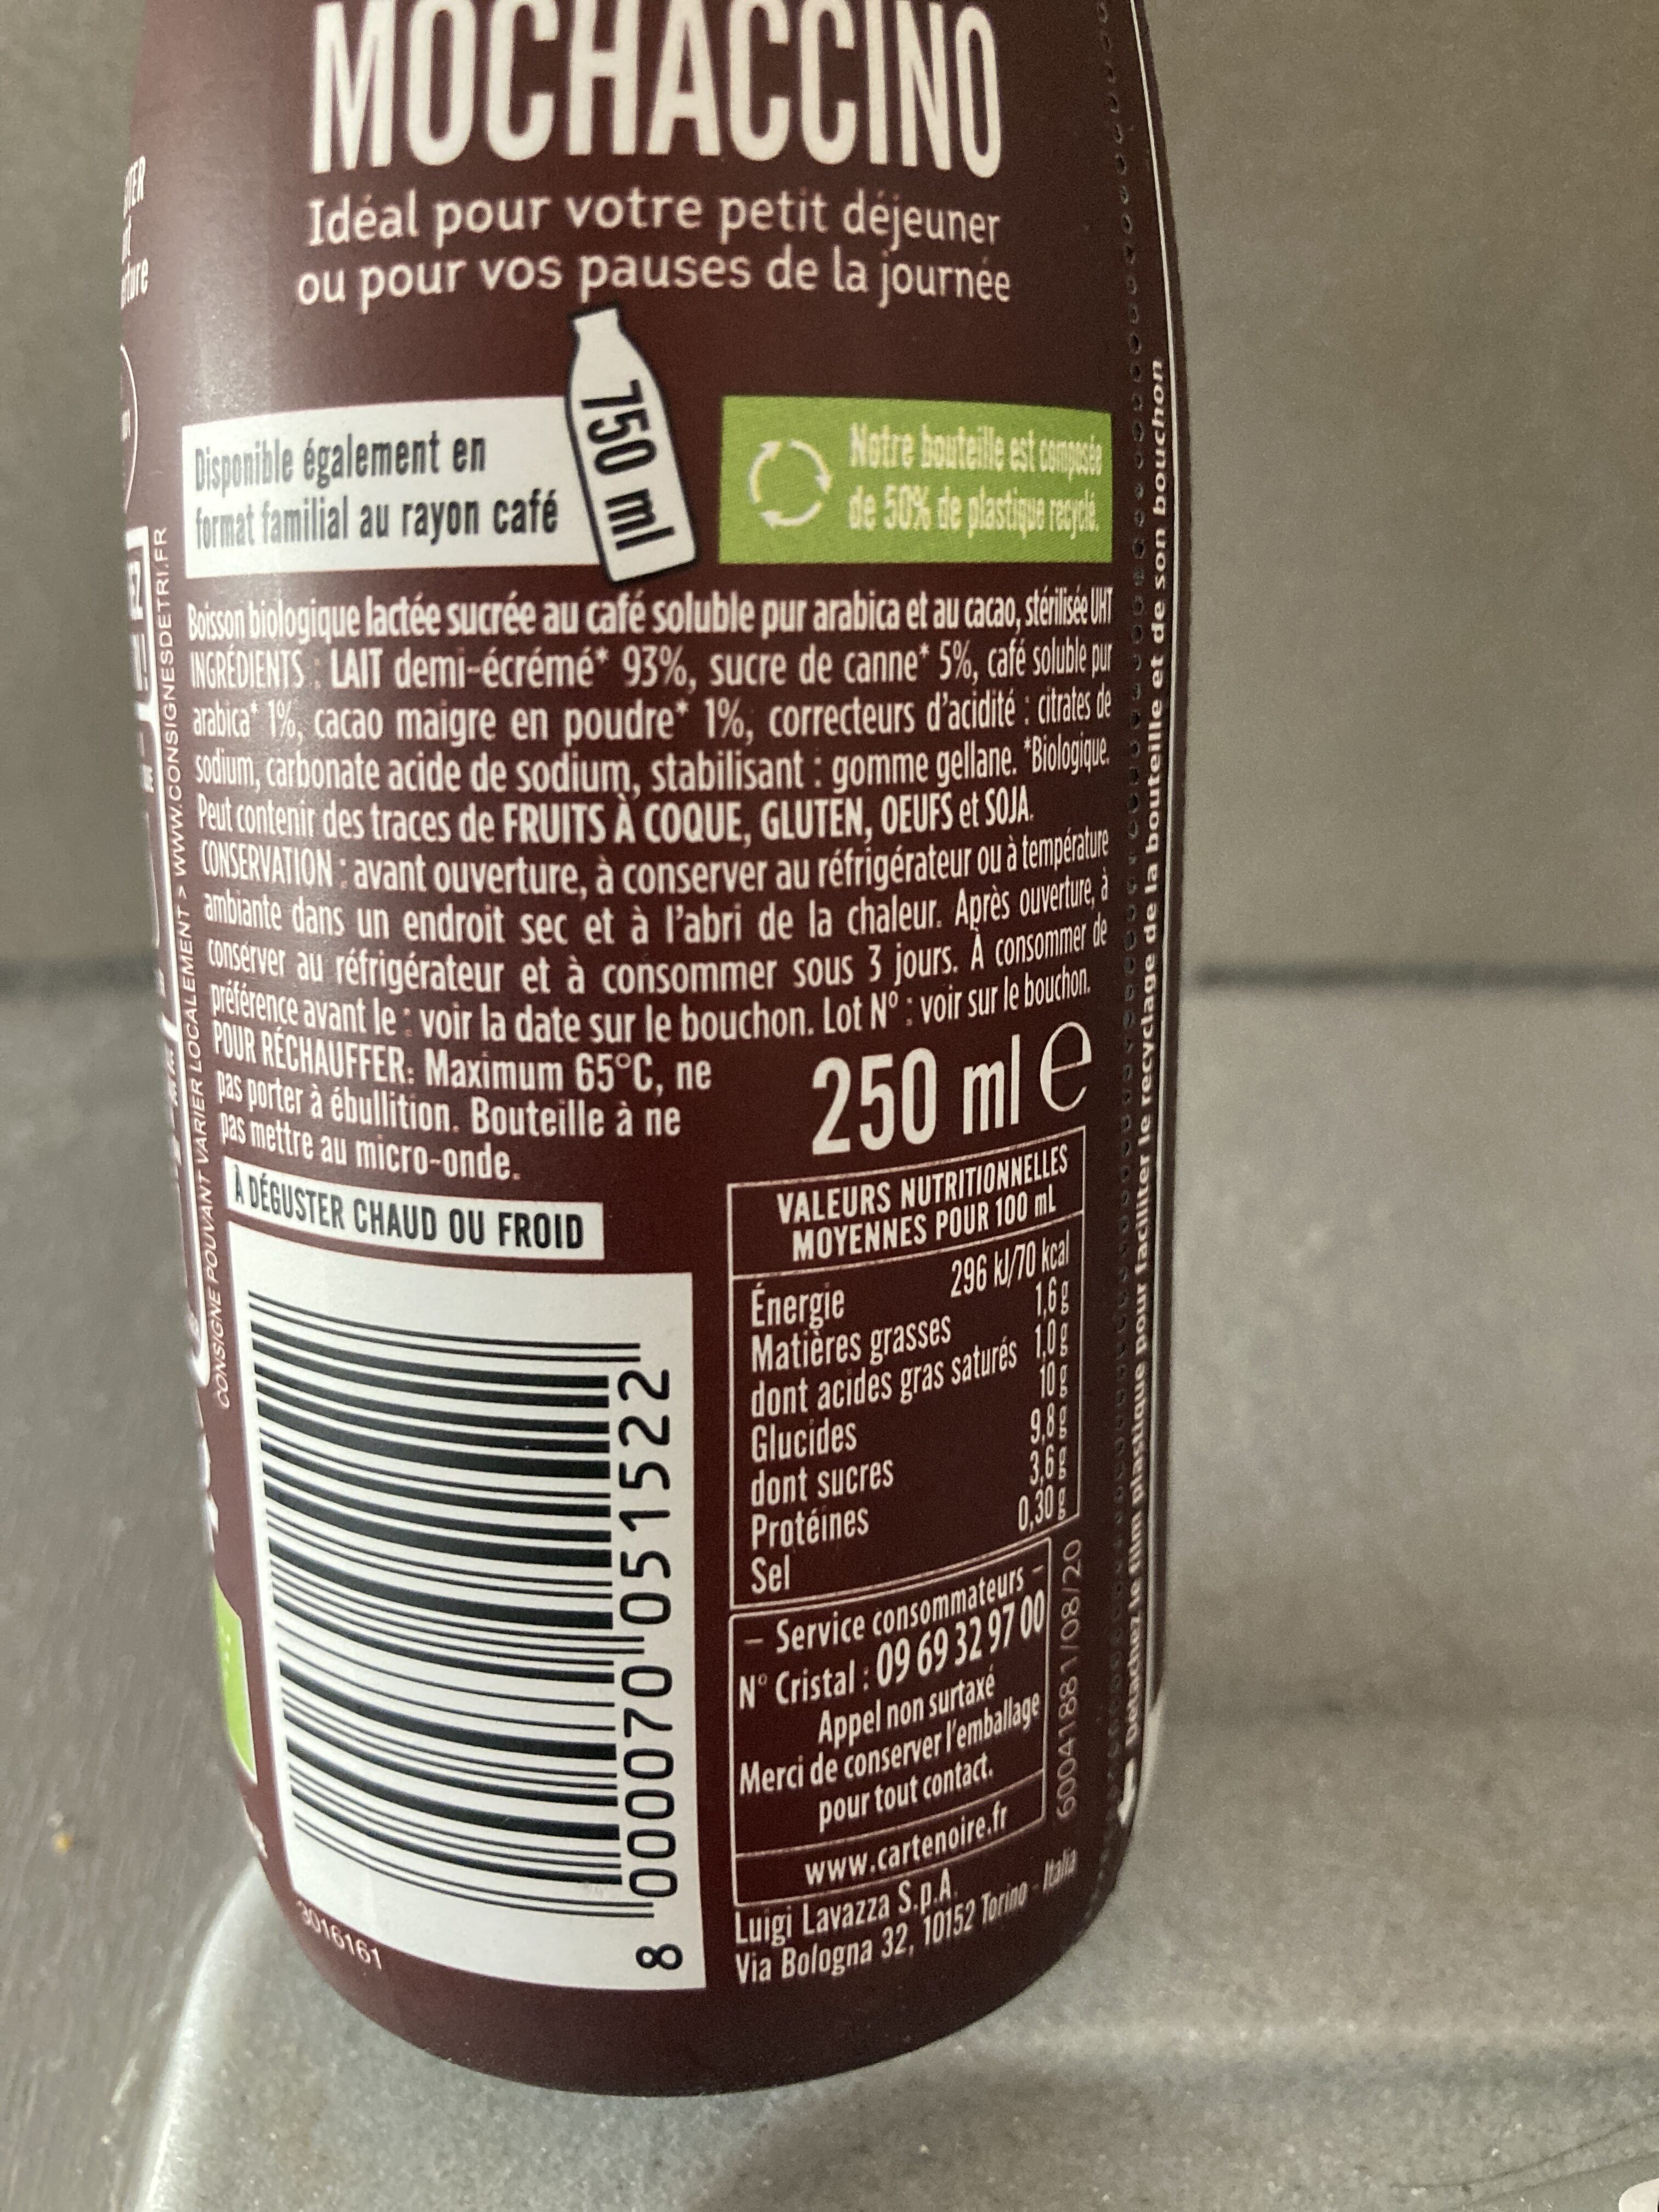 MOCHACCINO
Idéal pour votre petit déjeuner
ou pour vos pauses de la journée
Disponible également en
format familial au rayon café
750 ml
Notre bouteille est composée
de 50% de plastique recyclé.
Boisson biologique lactée sucrée au café soluble pur arabica et au cacao, stérilisée UHT
INGRÉDIENTS : LAIT demi-écrémé* 93%, sucre de canne* 5%, café soluble pur
arabica* 1%, cacao maigre en poudre* 1%, correcteurs d'acidité : citrates de
sodium, carbonate acide de sodium, stabilisant : gomme gellane. *Biologique.
Peut contenir des traces de FRUITS À COQUE, GLUTEN, OEUFS et SOJA.
CONSERVATION : avant ouverture, à conserver au réfrigérateur ou à température
ambiante dans un endroit sec et à l'abri de la chaleur. Après ouverture, à
conserver au réfrigérateur et à consommer sous 3 jours. À consommer de
préférence avant le : voir la date sur le bouchon. Lot N° : voir sur le bouchon.
POUR RÉCHAUFFER: Maximum 65°C, ne
pas porter à ébullition. Bouteille à ne
pas mettre au micro-onde.
250 ml e
À DÉGUSTER CHAUD OU FROID
8 000070 051522
3016161
VALEURS NUTRITIONNELLES
MOYENNES POUR 100 mL
Énergie 296 kJ/70 kcal
Matières grasses 1,6 g
dont acides gras saturés 1,0 g
Glucides 10 g
dont sucres 9,8 g
Protéines 3,6 g
Sel 0,30 g
– Service consommateurs –
N° Cristal : 09 69 32 97 00
Appel non surtaxé
Merci de conserver l'emballage
pour tout contact.
www.cartenoire.fr
Luigi Lavazza S.p.A.
Via Bologna 32, 10152 Torino - Italia
60041881/08/20
Détachez le film plastique pour faciliter le recyclage de la bouteille et de son bouchon
CONSIGNE POUVANT VARIER LOCALEMENT > WWW.CONSIGNESDETRI.FR